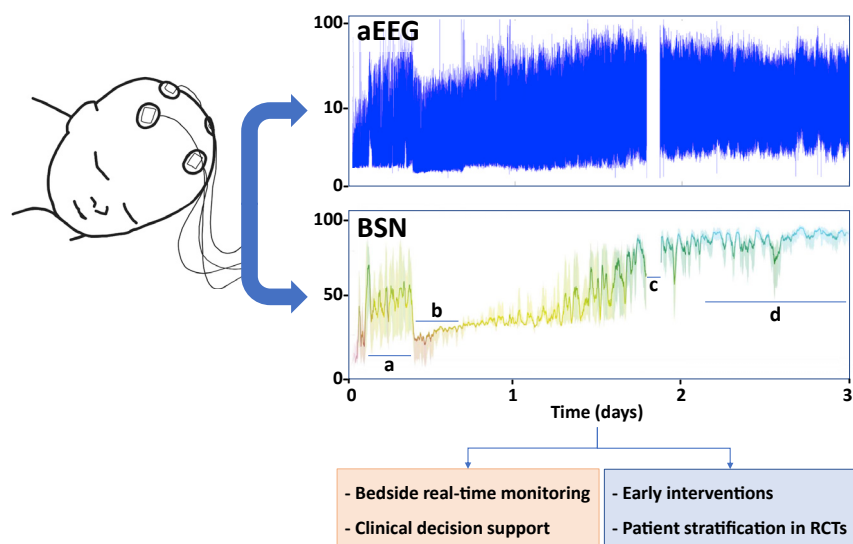 100
aEEG
10
0
100
BSN
50
0
a
b
c
d
0
1
2
3
Time (days)
- Bedside real-time monitoring
- Clinical decision support
- Early interventions
- Patient stratification in RCTs